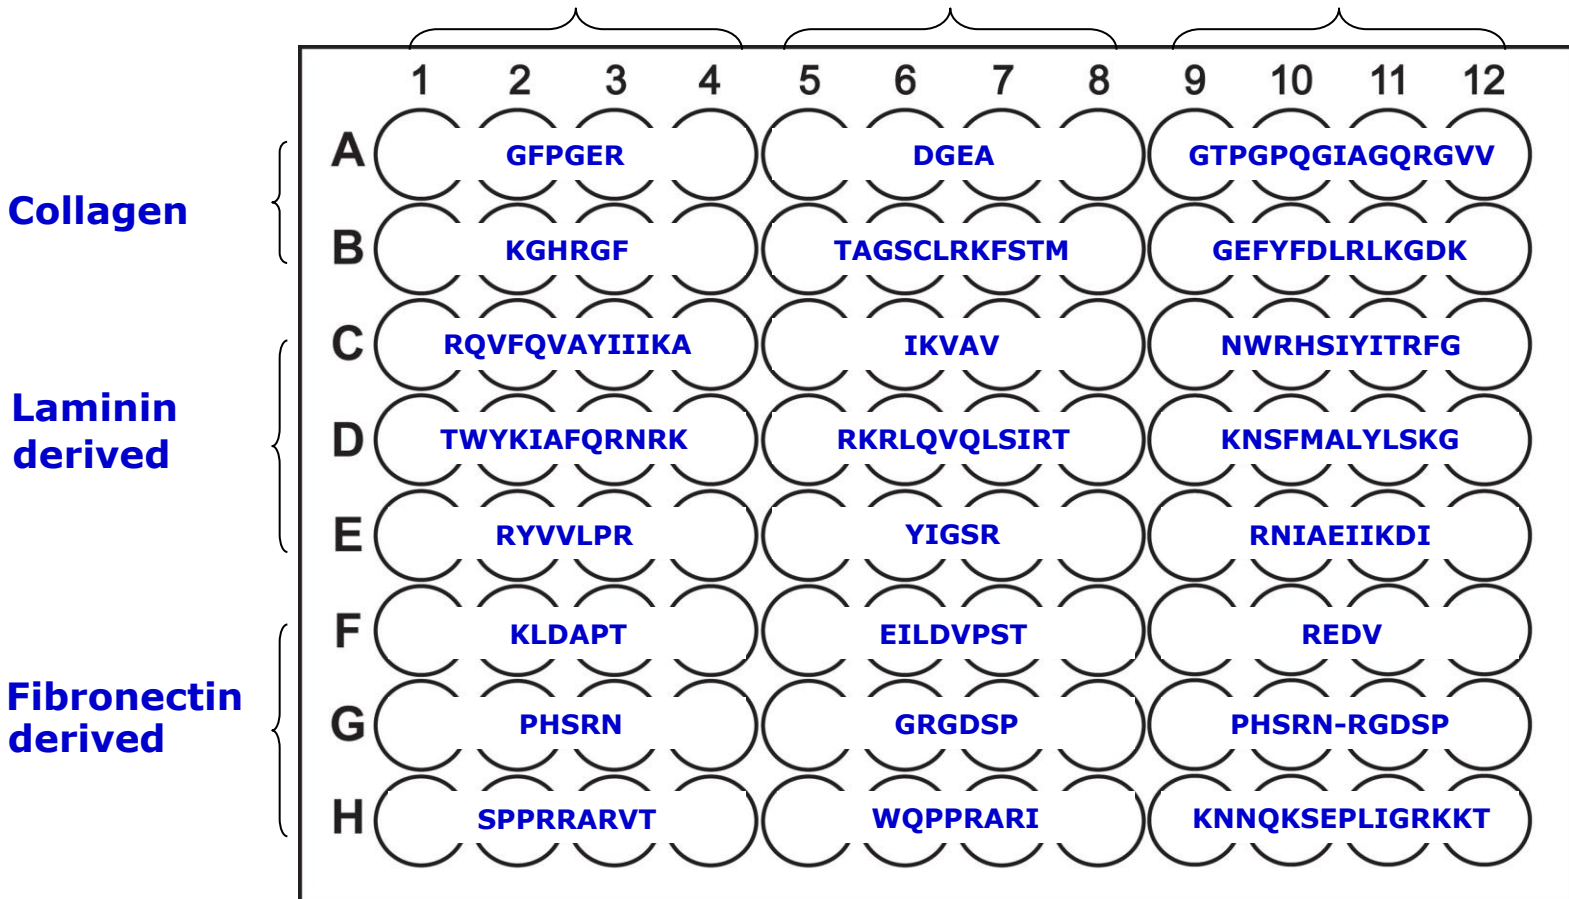 1 2 3 4 5 6 7 8 9 10 11 12
A GFPGER DGEA GTPGPQGIAGQRGVV
Collagen
B KGHRGF TAGSCLRKFSTM GEFYFDLRLKGDK
C RQVFQVAYIIIKA IKVAV NWRHSIYITRFG
Laminin
derived
D TWYKIAFQRNRK RKRLQVQLSIRT KNSFMALYLSKG
E RYVVLPR YIGSR RNIAEIIKDI
F KLDAPT EILDVPST REDV
Fibronectin
derived
G PHSRN GRGDSP PHSRN-RGDSP
H SPPRRARVT WQPPRARI KNNQKSEPLIGRKKT